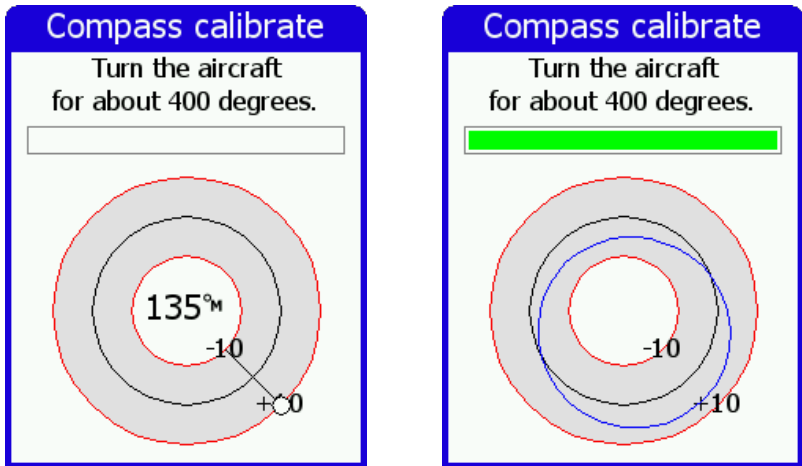 Compass calibrate
Turn the aircraft
for about 400 degrees.
135°M
-10
+10
Compass calibrate
Turn the aircraft
for about 400 degrees.
-10
+10